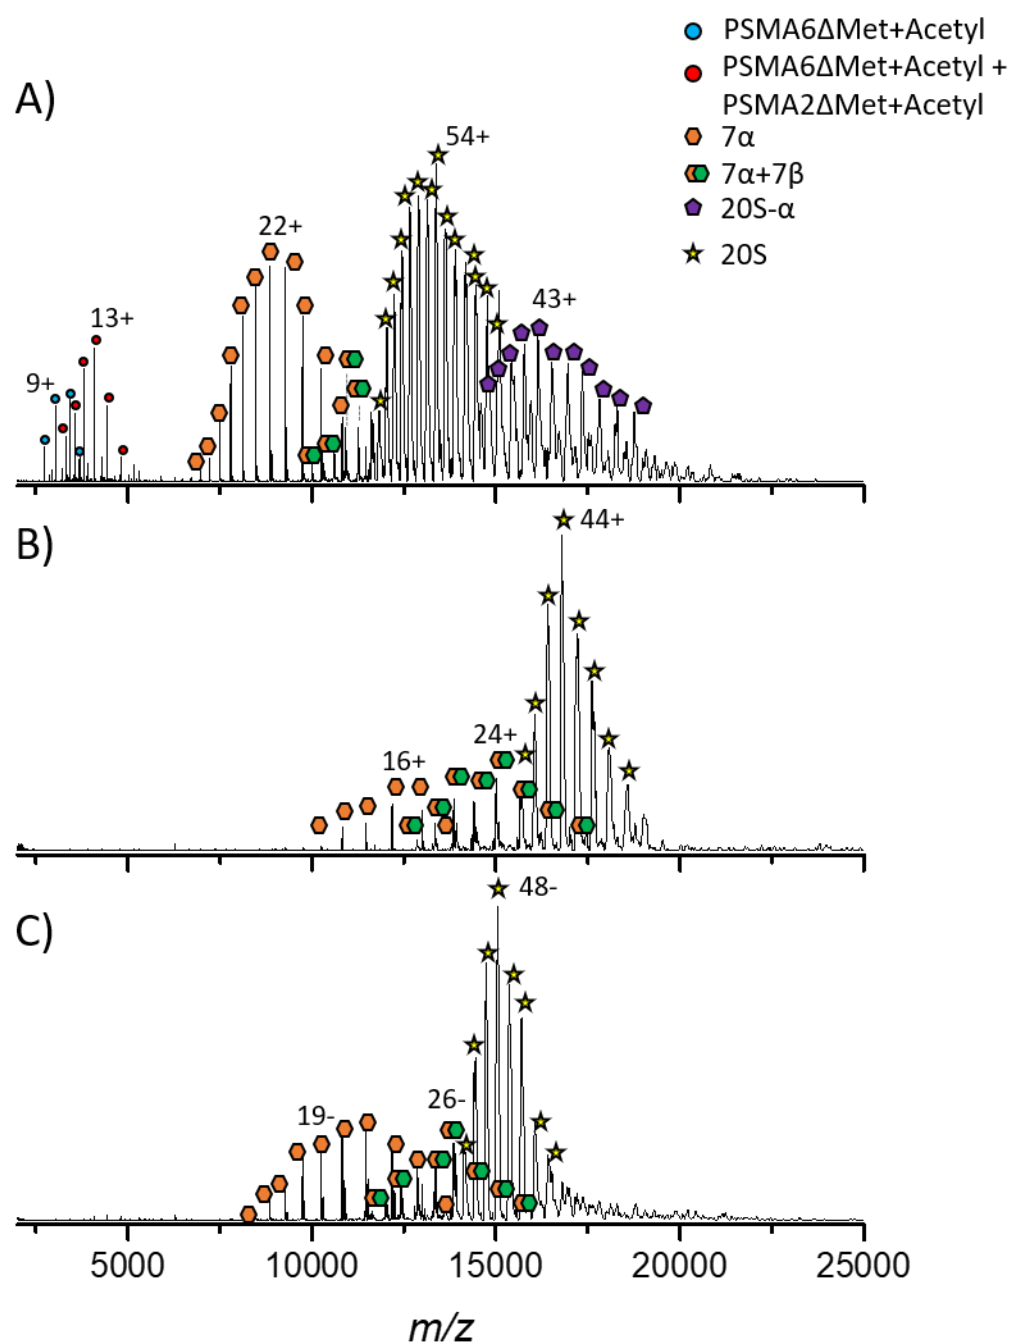 PSMA6ΔMet+Acetyl
PSMA6ΔMet+Acetyl +
PSMA2ΔMet+Acetyl
7α
7α+7β
20S-α
20S
A)
54+
22+
43+
13+
9+
B)
44+
24+
16+
C)
48-
26-
19-
5000 10000 15000 20000 25000
m/z